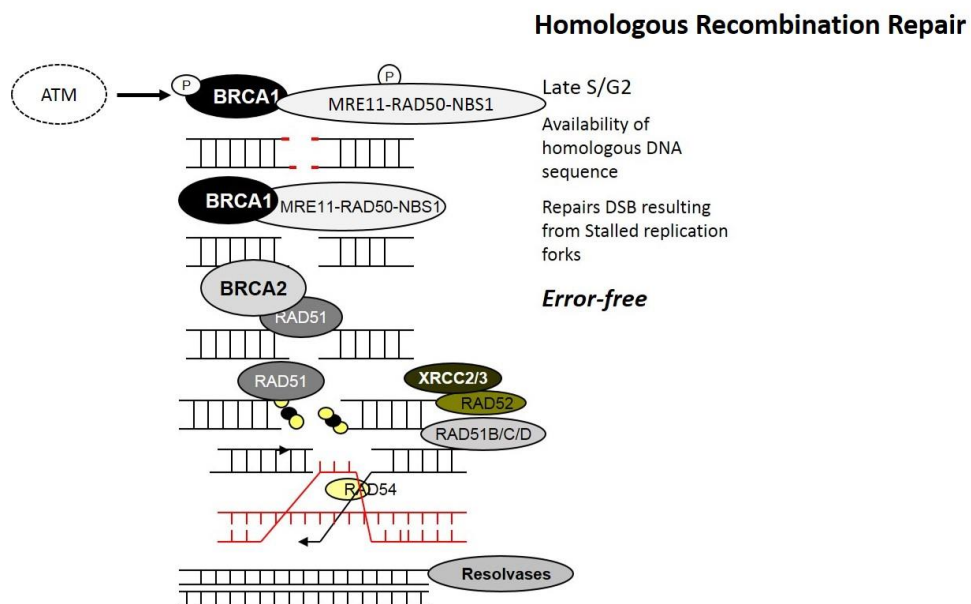 Homologous Recombination Repair
ATM
P
BRCA1
P
MRE11-RAD50-NBS1
Late S/G2
Availability of
homologous DNA
sequence
BRCA1
MRE11-RAD50-NBS1
Repairs DSB resulting
from Stalled replication
forks
BRCA2
RAD51
Error-free
RAD51
XRCC2/3
RAD52
RAD51B/C/D
RAD54
Resolvases